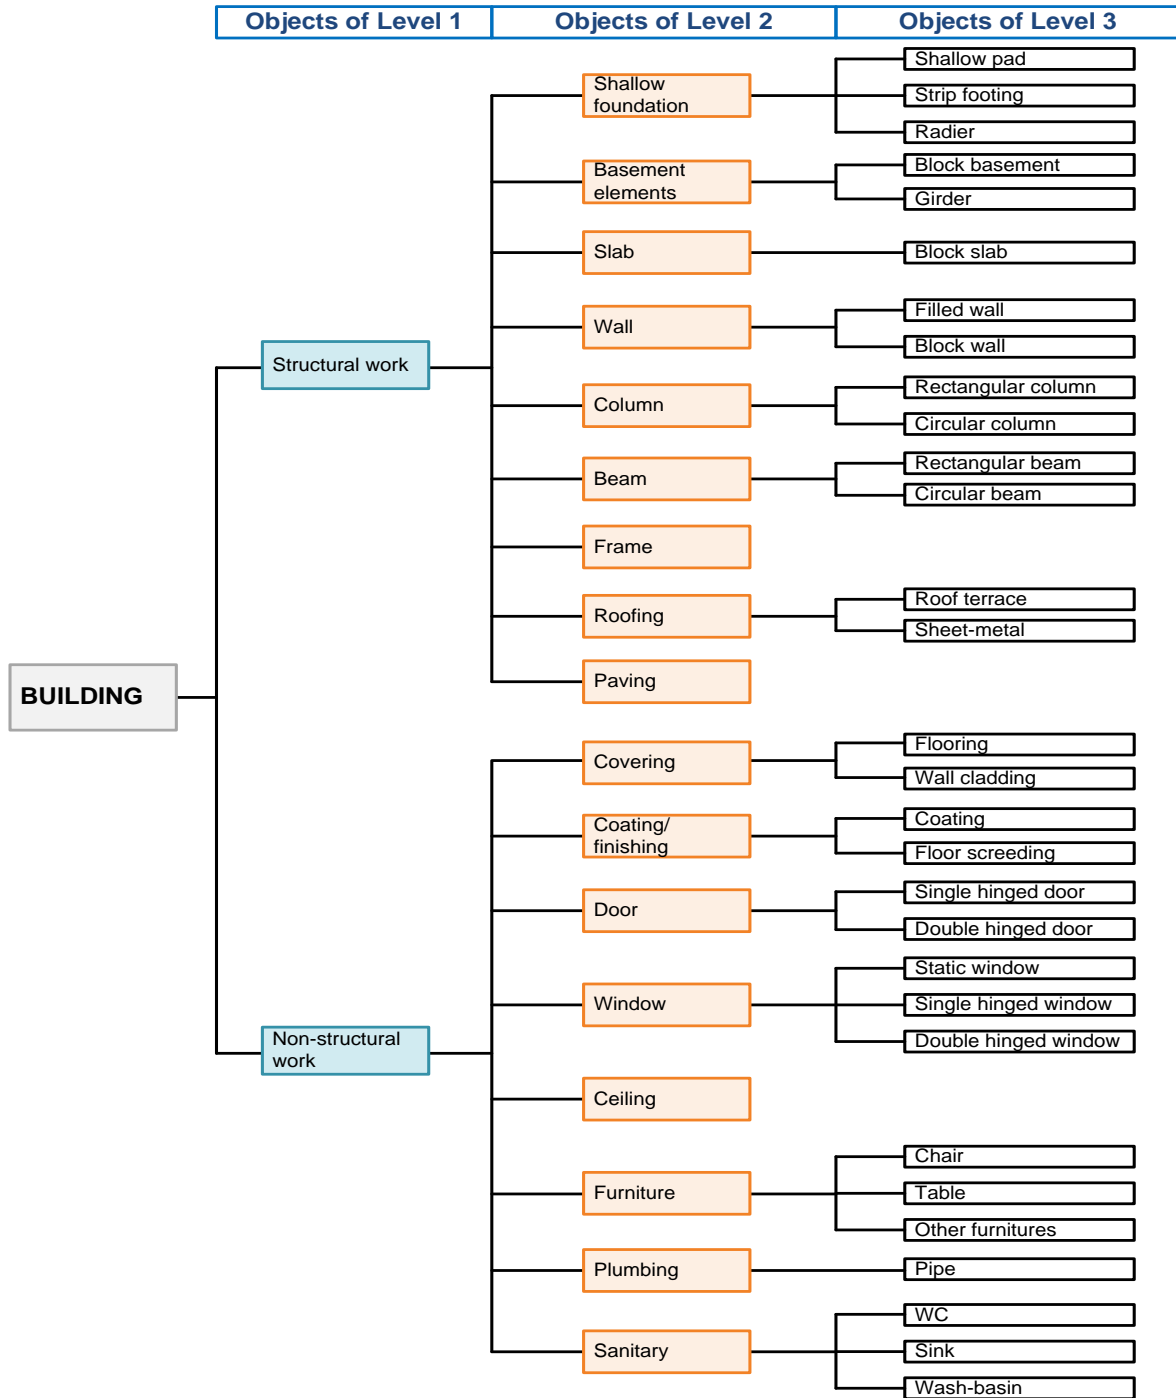 Objects of Level 1
Objects of Level 2
Objects of Level 3
BUILDING
Structural work
Shallow
foundation
Shallow pad
Strip footing
Radier
Basement
elements
Block basement
Girder
Slab
Block slab
Wall
Filled wall
Block wall
Column
Rectangular column
Circular column
Beam
Rectangular beam
Circular beam
Frame
Roofing
Roof terrace
Sheet-metal
Paving
Non-structural
work
Covering
Flooring
Wall cladding
Coating/
finishing
Coating
Floor screeding
Door
Single hinged door
Double hinged door
Window
Static window
Single hinged window
Double hinged window
Ceiling
Furniture
Chair
Table
Other furnitures
Plumbing
Pipe
Sanitary
WC
Sink
Wash-basin